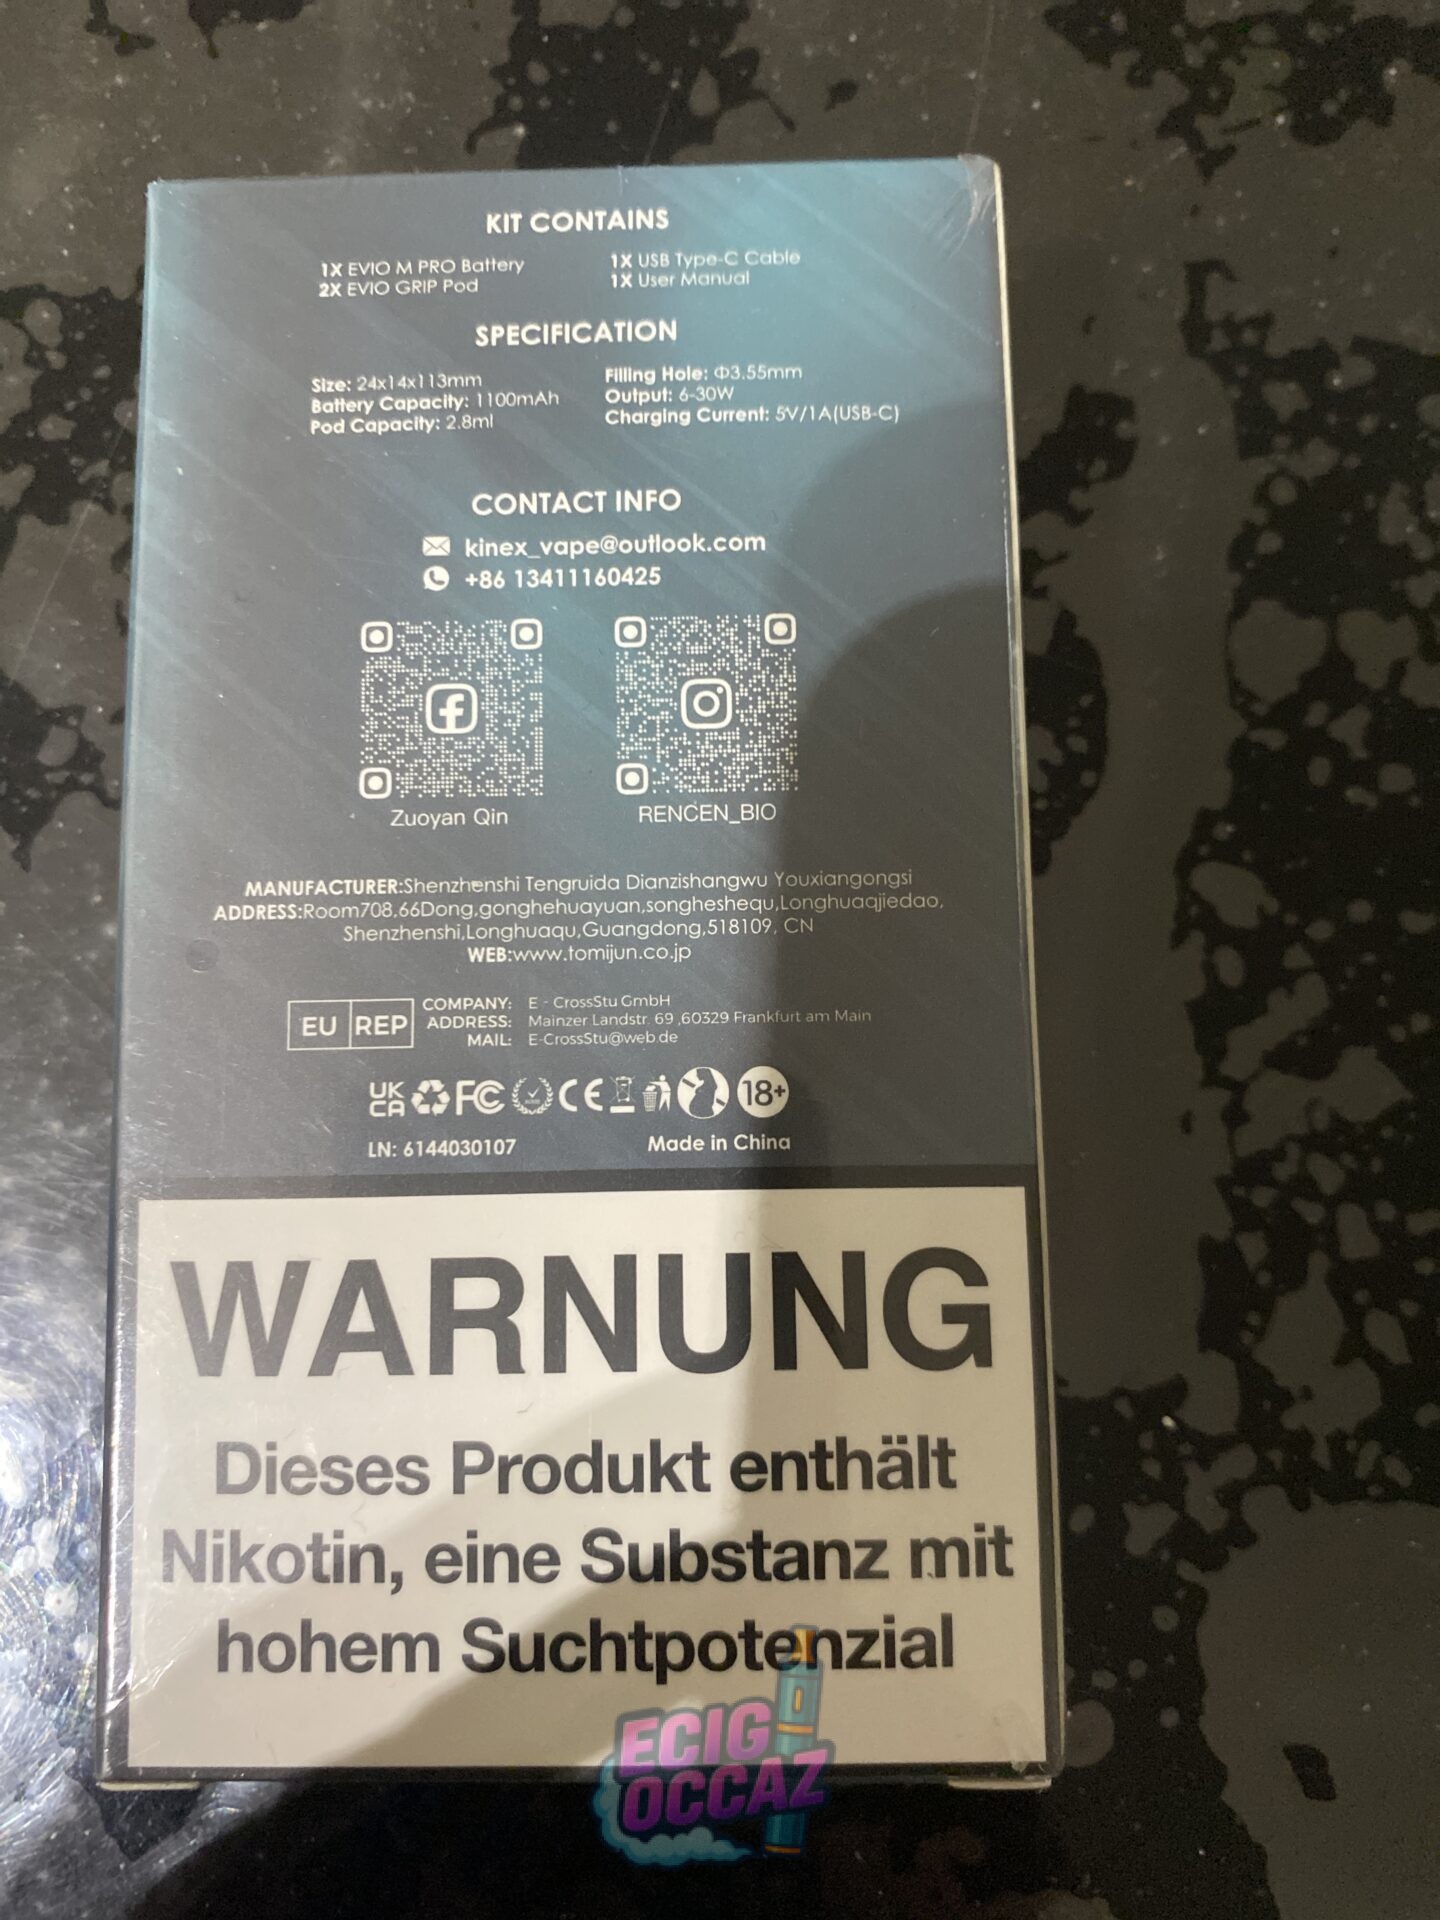 KIT CONTAINS
1X EVIO M PRO Battery
2X EVIO GRIP Pod
1X USB Type-C Cable
1X User Manual
SPECIFICATION
Size: 24x14x113mm
Battery Capacity: 1100mAh
Pod Capacity: 2.8ml
Filling Hole: Φ3.55mm
Output: 6-30W
Charging Current: 5V/1A(USB-C)
CONTACT INFO
kinex_vape@outlook.com
+86 13411160425
Zuoyan Qin
RENCEN_BIO
MANUFACTURER:Shenzhenshi Tengruida Dianzishangwu Youxiangongsi
ADDRESS:Room708,66Dong,gonghehuayuan,songheshequ,Longhuaqjiedao,
Shenzhenshi,Longhuaqu,Guangdong,518109, CN
WEB:www.tomijun.co.jp
EU REP
COMPANY: E - CrossStu GmbH
ADDRESS: Mainzer Landstr. 69 ,60329 Frankfurt am Main
MAIL: E-CrossStu@web.de
UK CA FC CE 18+
LN: 6144030107
Made in China
WARNUNG
Dieses Produkt enthält
Nikotin, eine Substanz mit
hohem Suchtpotenzial
ECIG
OCCAZ